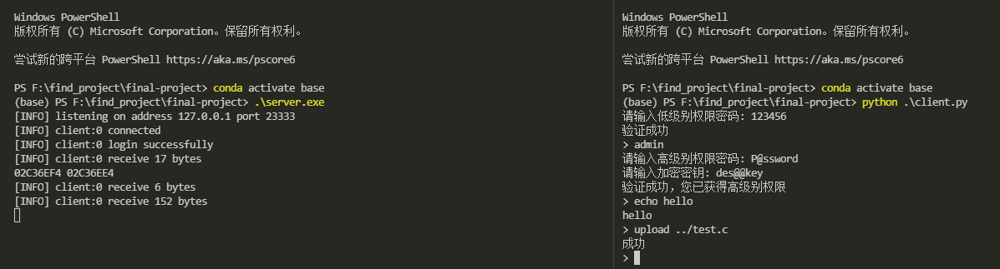 Windows PowerShell
版权所有 (C) Microsoft Corporation。保留所有权利。
尝试新的跨平台 PowerShell https://aka.ms/pscore6
PS F:\find_project\final-project> conda activate base
(base) PS F:\find_project\final-project> .\server.exe
[INFO] listening on address 127.0.0.1 port 23333
[INFO] client:0 connected
[INFO] client:0 login successfully
[INFO] client:0 receive 17 bytes
02C36EF4 02C36EE4
[INFO] client:0 receive 6 bytes
[INFO] client:0 receive 152 bytes
Windows PowerShell
版权所有 (C) Microsoft Corporation。保留所有权利。
尝试新的跨平台 PowerShell https://aka.ms/pscore6
PS F:\find_project\final-project> conda activate base
(base) PS F:\find_project\final-project> python .\client.py
请输入低级别权限密码: 123456
验证成功
> admin
请输入高级别权限密码: P@ssword
请输入加密密钥: des@@key
验证成功，您已获得高级别权限
> echo hello
hello
> upload ../test.c
成功
>